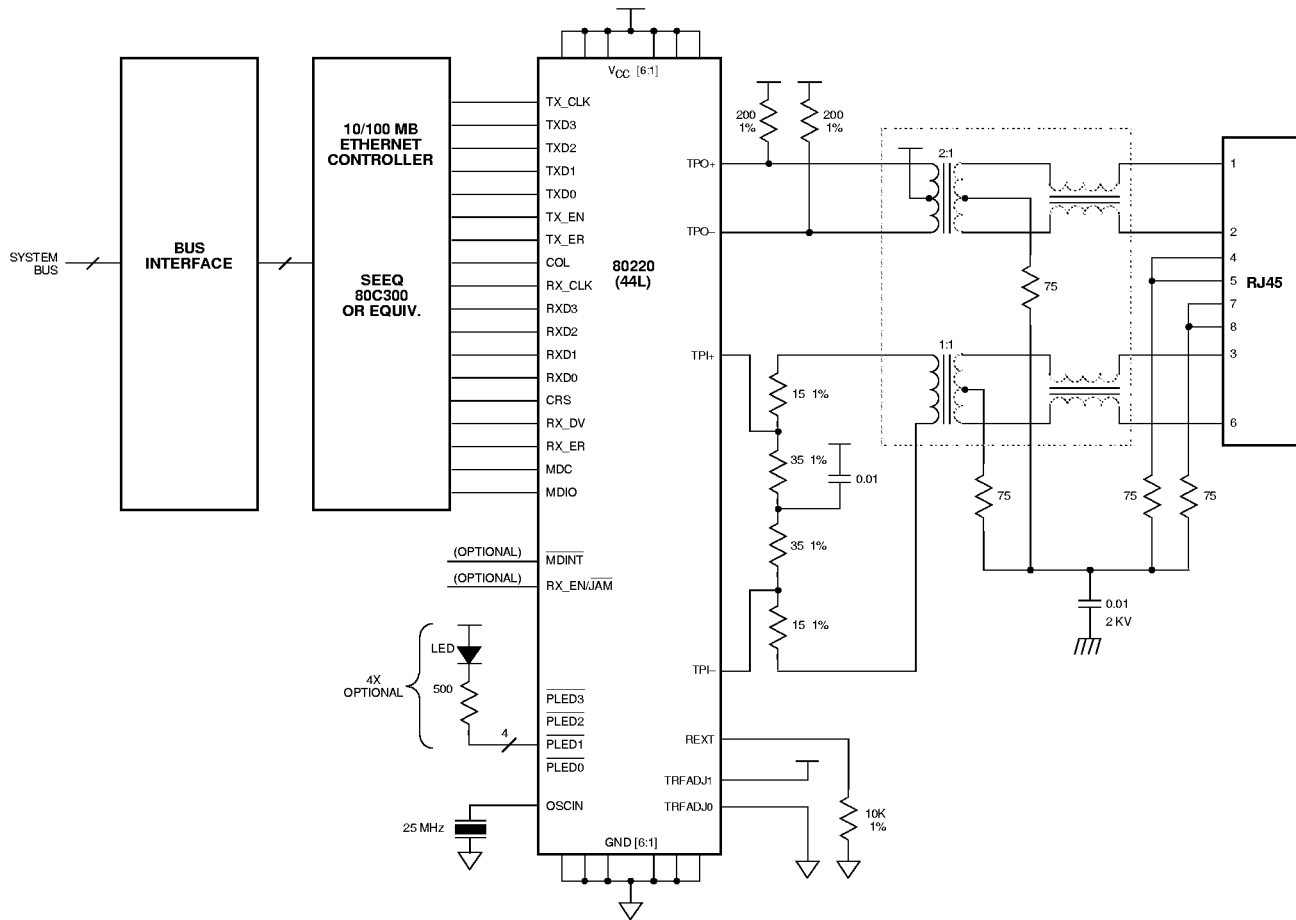 V_CC [6:1]
10/100 MB
ETHERNET
CONTROLLER
SEEQ
80C300
OR EQUIV.
BUS
INTERFACE
SYSTEM
BUS
TX_CLK
TXD3
TXD2
TXD1
TXD0
TX_EN
TX_ER
COL
RX_CLK
RXD3
RXD2
RXD1
RXD0
CRS
RX_DV
RX_ER
MDC
MDIO
(OPTIONAL)
MDINT
(OPTIONAL)
RX_EN/JAM
LED
500
4X
OPTIONAL
4
PLED3
PLED2
PLED1
PLED0
OSCIN
25 MHz
GND [6:1]
80220
(44L)
TPO+
TPO–
TPI+
TPI–
REXT
TRFADJ1
TRFADJ0
200
1%
200
1%
2:1
1:1
15 1%
35 1%
0.01
35 1%
15 1%
10K
1%
75
75
75
75
0.01
2 KV
1
2
4
5
7
8
3
6
RJ45